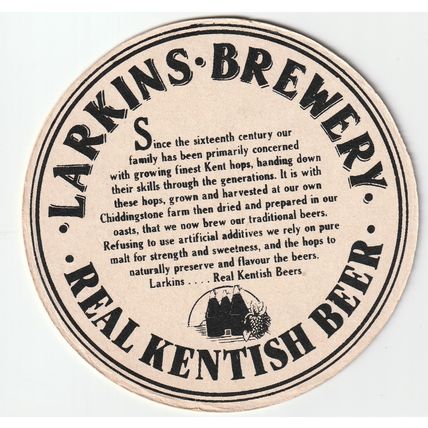 LARKINS · BREWERY
Since the sixteenth century our
family has been primarily concerned
with growing finest Kent hops, handing down
their skills through the generations. It is with
these hops, grown and harvested at our own
Chiddingstone farm then dried and prepared in our
oasts, that we now brew our traditional beers.
Refusing to use artificial additives we rely on pure
malt for strength and sweetness, and the hops to
naturally preserve and flavour the beers.
Larkins .... Real Kentish Beers
· REAL KENTISH BEER ·